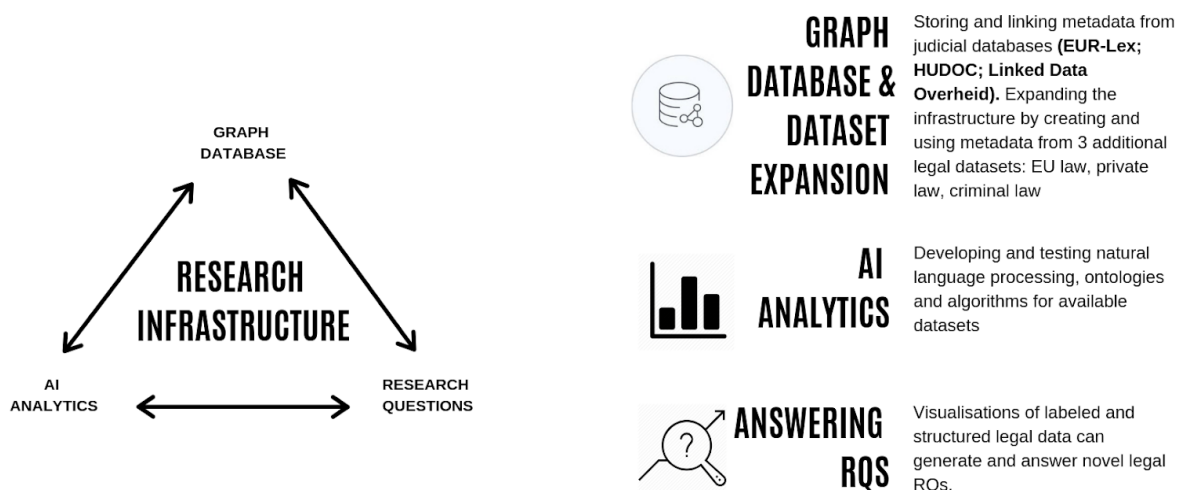 GRAPH
DATABASE
RESEARCH
INFRASTRUCTURE
AI
ANALYTICS
RESEARCH
QUESTIONS
GRAPH
DATABASE &
DATASET
EXPANSION
Storing and linking metadata from
judicial databases (EUR-Lex;
HUDOC; Linked Data
Overheid). Expanding the
infrastructure by creating and
using metadata from 3 additional
legal datasets: EU law, private
law, criminal law
AI
ANALYTICS
Developing and testing natural
language processing, ontologies
and algorithms for available
datasets
?
ANSWERING
RQS
Visualisations of labeled and
structured legal data can
generate and answer novel legal
RQs.